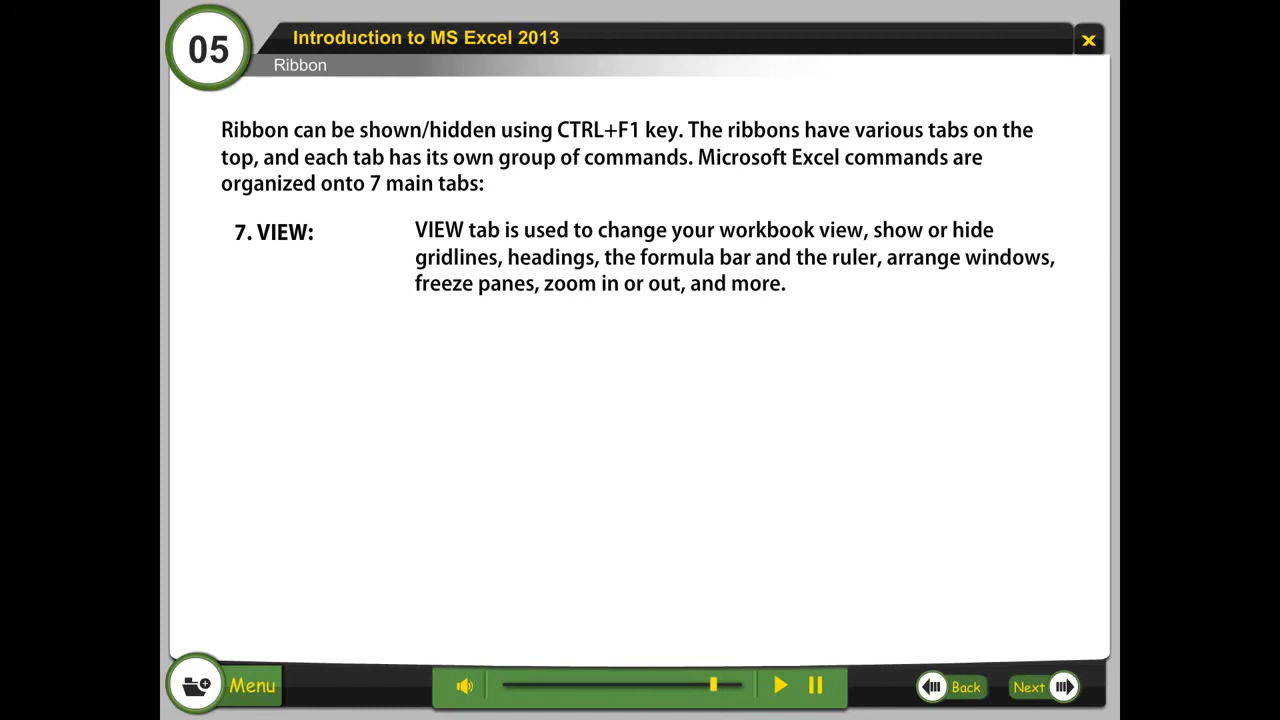 05
Introduction to MS Excel 2013
Ribbon
Ribbon can be shown/hidden using CTRL+F1 key. The ribbons have various tabs on the
top, and each tab has its own group of commands. Microsoft Excel commands are
organized onto 7 main tabs:
7. VIEW:
VIEW tab is used to change your workbook view, show or hide
gridlines, headings, the formula bar and the ruler, arrange windows,
freeze panes, zoom in or out, and more.
Menu
Back
Next